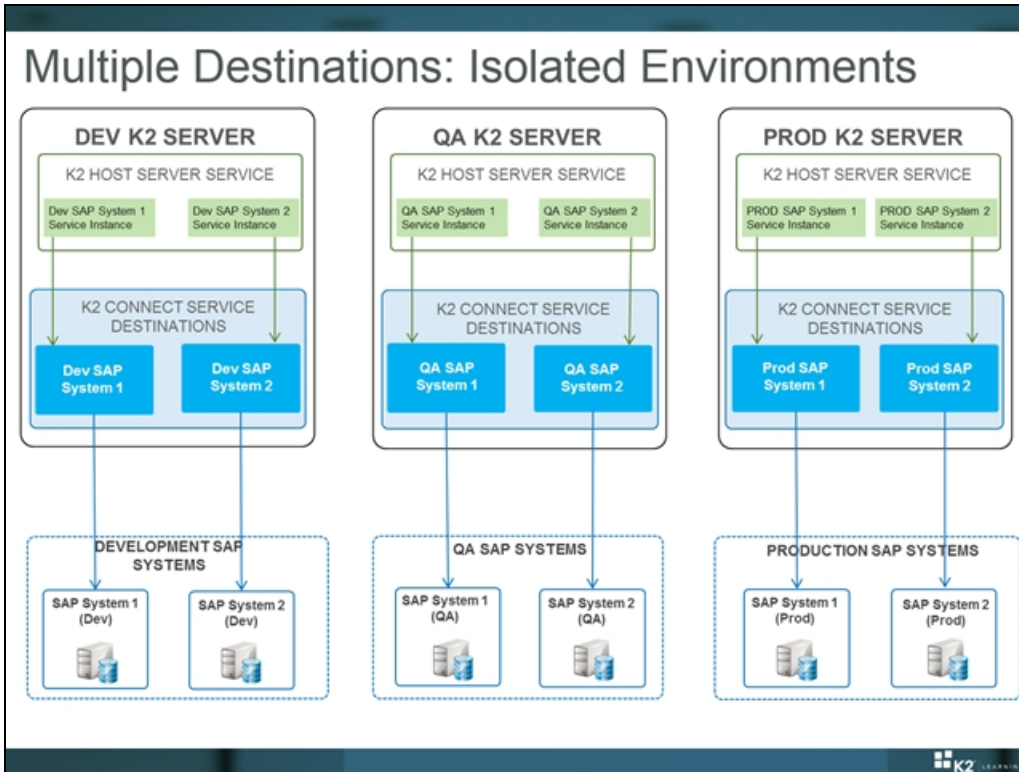 Multiple Destinations: Isolated Environments
DEV K2 SERVER
K2 HOST SERVER SERVICE
Dev SAP System 1
Service Instance
Dev SAP System 2
Service Instance
K2 CONNECT SERVICE
DESTINATIONS
Dev SAP
System 1
Dev SAP
System 2
DEVELOPMENT SAP
SYSTEMS
SAP System 1
(Dev)
SAP System 2
(Dev)
QA K2 SERVER
K2 HOST SERVER SERVICE
QA SAP System 1
Service Instance
QA SAP System 2
Service Instance
K2 CONNECT SERVICE
DESTINATIONS
QA SAP
System 1
QA SAP
System 2
QA SAP SYSTEMS
SAP System 1
(QA)
SAP System 2
(QA)
PROD K2 SERVER
K2 HOST SERVER SERVICE
PROD SAP System 1
Service Instance
PROD SAP System 2
Service Instance
K2 CONNECT SERVICE
DESTINATIONS
Prod SAP
System 1
Prod SAP
System 2
PRODUCTION SAP SYSTEMS
SAP System 1
(Prod)
SAP System 2
(Prod)
K2